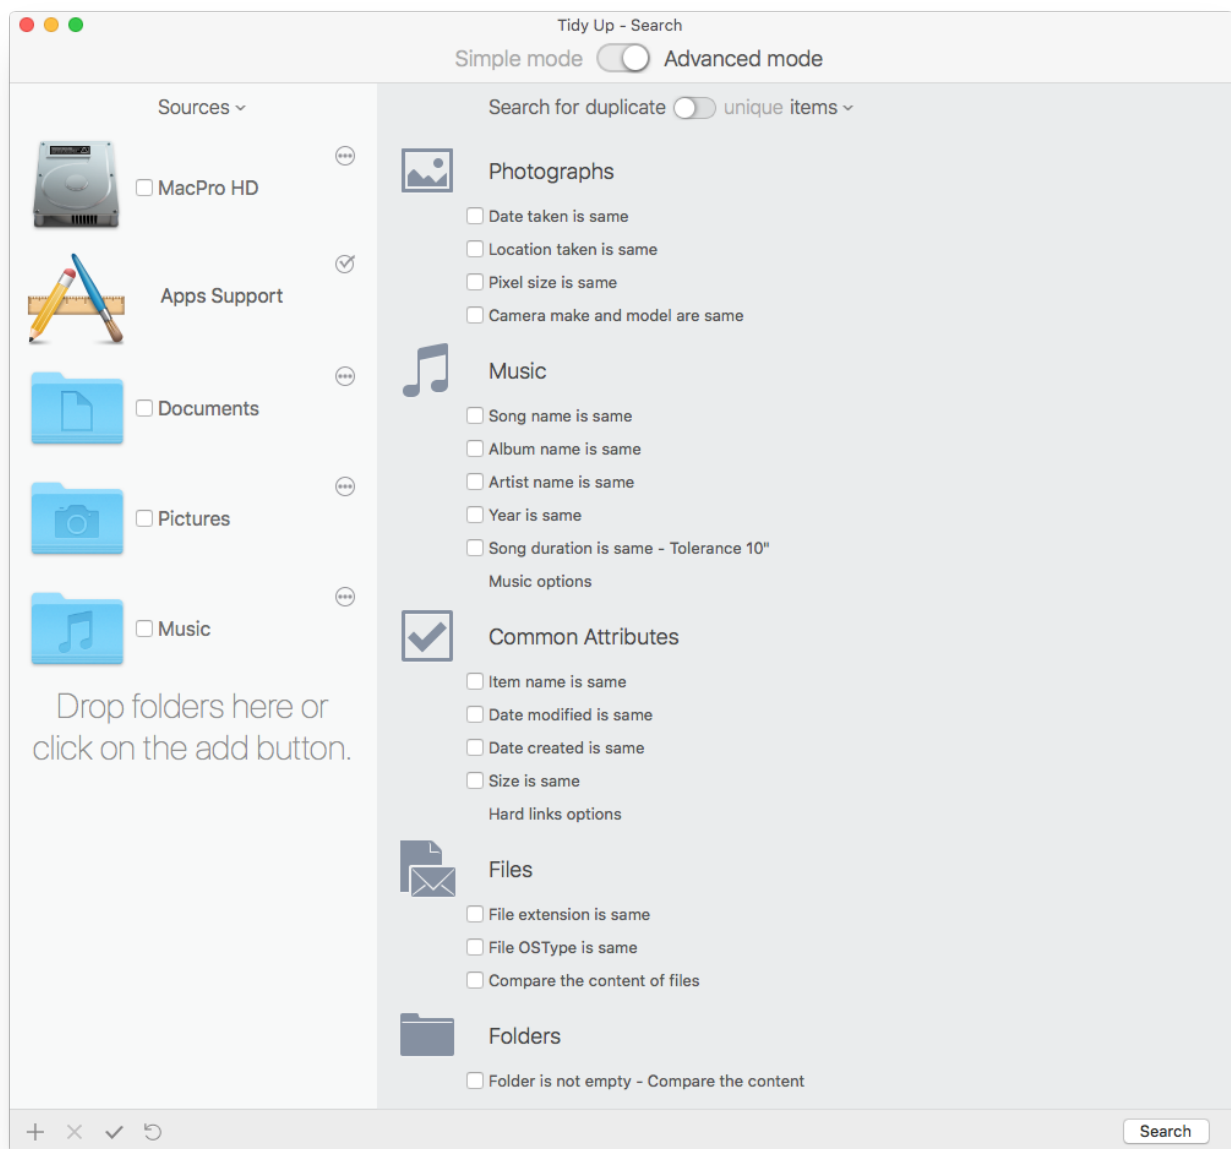 Tidy Up - Search
Simple mode Advanced mode
Sources
MacPro HD
Apps Support
Documents
Pictures
Music
Drop folders here or
click on the add button.
Search for duplicate unique items
Photographs
Date taken is same
Location taken is same
Pixel size is same
Camera make and model are same
Music
Song name is same
Album name is same
Artist name is same
Year is same
Song duration is same - Tolerance 10"
Music options
Common Attributes
Item name is same
Date modified is same
Date created is same
Size is same
Hard links options
Files
File extension is same
File OSType is same
Compare the content of files
Folders
Folder is not empty - Compare the content
Search